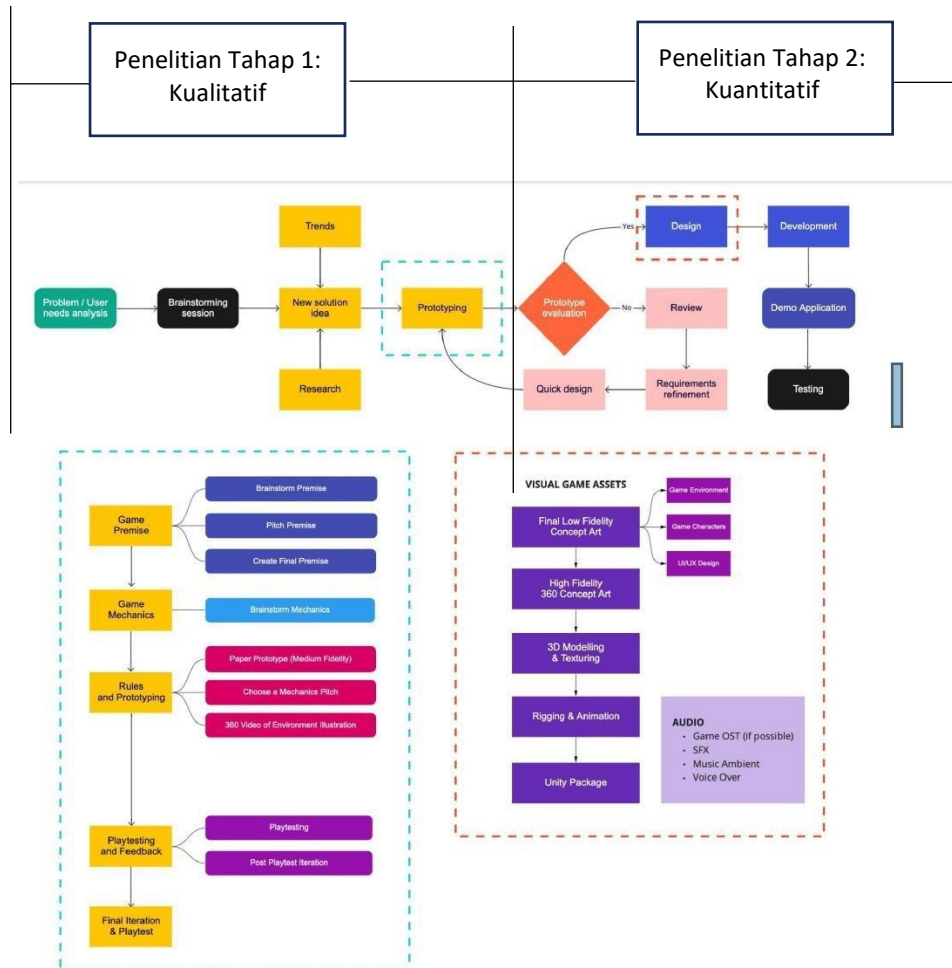 Penelitian Tahap 1:
Kualitatif
Penelitian Tahap 2:
Kuantitatif
Trends
Yes
Design
Development
Problem / User
needs analysis
Brainstorming
session
New solution
idea
Prototyping
Prototype
evaluation
No
Review
Demo Application
Research
Quick design
Requirements
refinement
Testing
Game
Premise
Brainstorm Premise
Pitch Premise
Create Final Premise
Game
Mechanics
Brainstorm Mechanics
Rules
and Prototyping
Paper Prototype (Medium Fidelity)
Choose a Mechanics Pitch
360 Video of Environment Illustration
Playtesting
and Feedback
Playtesting
Post Playtest Iteration
Final Iteration
& Playtest
VISUAL GAME ASSETS
Final Low Fidelity
Concept Art
Game Environment
Game Characters
UI/UX Design
High Fidelity
360 Concept Art
3D Modelling
& Texturing
Rigging & Animation
Unity Package
AUDIO
• Game OST (if possible)
• SFX
• Music Ambient
• Voice Over